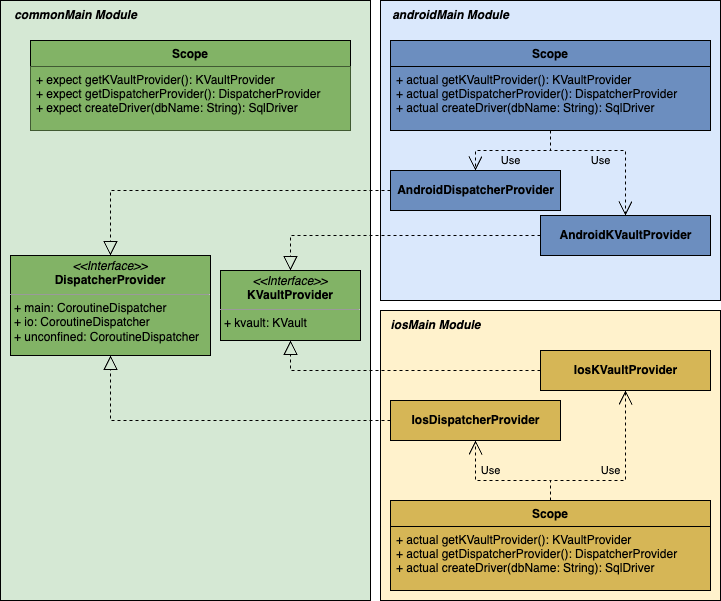 commonMain Module
Scope
+ expect getKVaultProvider(): KVaultProvider
+ expect getDispatcherProvider(): DispatcherProvider
+ expect createDriver(dbName: String): SqlDriver
<<Interface>>
DispatcherProvider
+ main: CoroutineDispatcher
+ io: CoroutineDispatcher
+ unconfined: CoroutineDispatcher
<<Interface>>
KVaultProvider
+ kvault: KVault
androidMain Module
Scope
+ actual getKVaultProvider(): KVaultProvider
+ actual getDispatcherProvider(): DispatcherProvider
+ actual createDriver(dbName: String): SqlDriver
Use
Use
AndroidDispatcherProvider
AndroidKVaultProvider
iosMain Module
IosKVaultProvider
IosDispatcherProvider
Use
Use
Scope
+ actual getKVaultProvider(): KVaultProvider
+ actual getDispatcherProvider(): DispatcherProvider
+ actual createDriver(dbName: String): SqlDriver